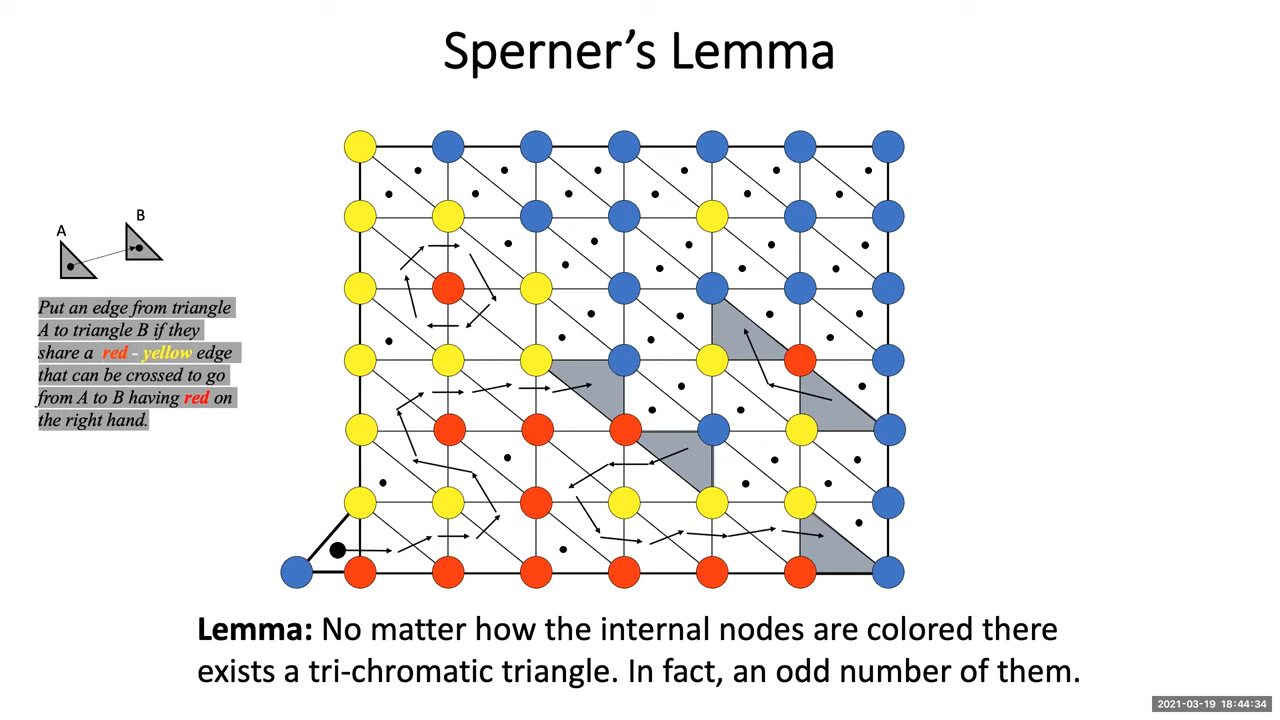 Sperner’s Lemma
A
B
Put an edge from triangle
A to triangle B if they
share a red - yellow edge
that can be crossed to go
from A to B having red on
the right hand.
Lemma: No matter how the internal nodes are colored there
exists a tri-chromatic triangle. In fact, an odd number of them.
2021-03-19 18:44:34